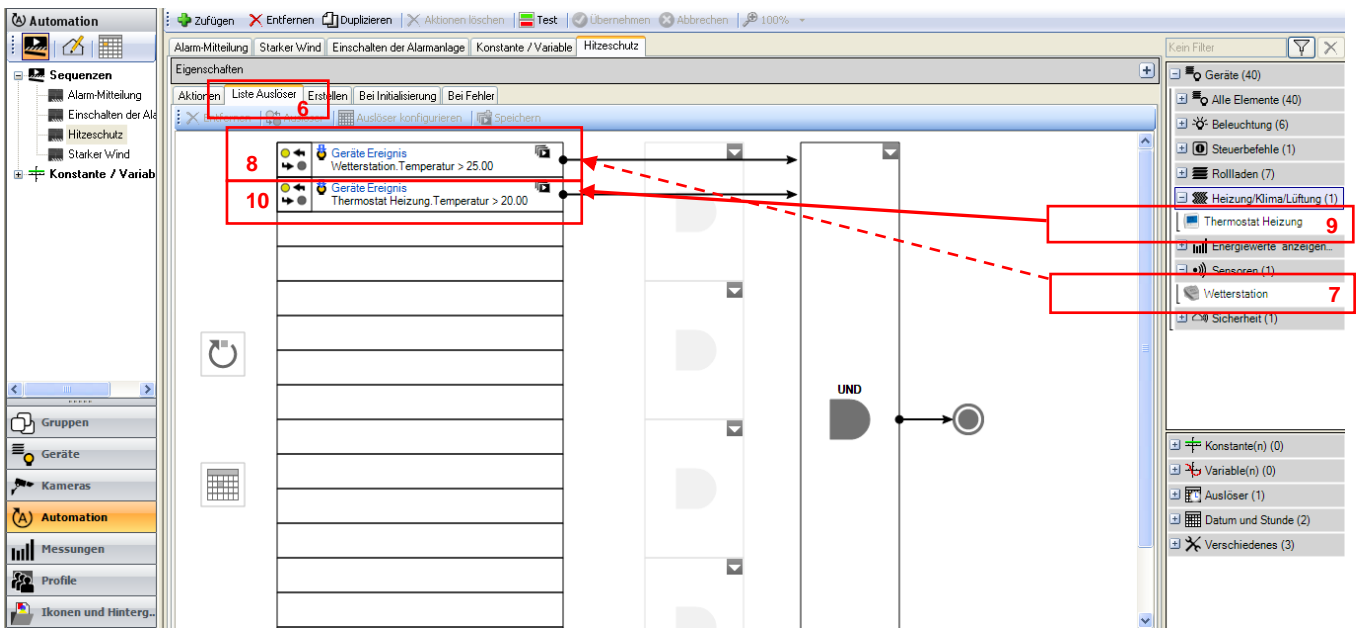 Automation
Sequenzen
Alarm-Mitteilung
Einschalten der Ala
Hitzeschutz
Starker Wind
Konstante / Variab
Gruppen
Geräte
Kameras
Automation
Messungen
Profile
Ikonen und Hinterg..
Zufügen Entfernen Duplizieren Aktionen löschen Test Übernehmen Abbrechen 100%
Alarm-Mitteilung Starker Wind Einschalten der Alarmanlage Konstante / Variable Hitzeschutz
Eigenschaften
Aktionen Liste Auslöser Erstellen Bei Initialisierung Bei Fehler
6
Entfernen Auslöser konfigurieren Speichern
8
Geräte Ereignis
Wetterstation.Temperatur > 25.00
10
Geräte Ereignis
Thermostat Heizung.Temperatur > 20.00
UND
Kein Filter
Geräte (40)
Alle Elemente (40)
Beleuchtung (6)
Steuerbefehle (1)
Rollladen (7)
Heizung/Klima/Lüftung (1)
Thermostat Heizung 9
Energiewerte anzeigen...
Sensoren (1)
Wetterstation 7
Sicherheit (1)
Konstante(n) (0)
Variable(n) (0)
Auslöser (1)
Datum und Stunde (2)
Verschiedenes (3)